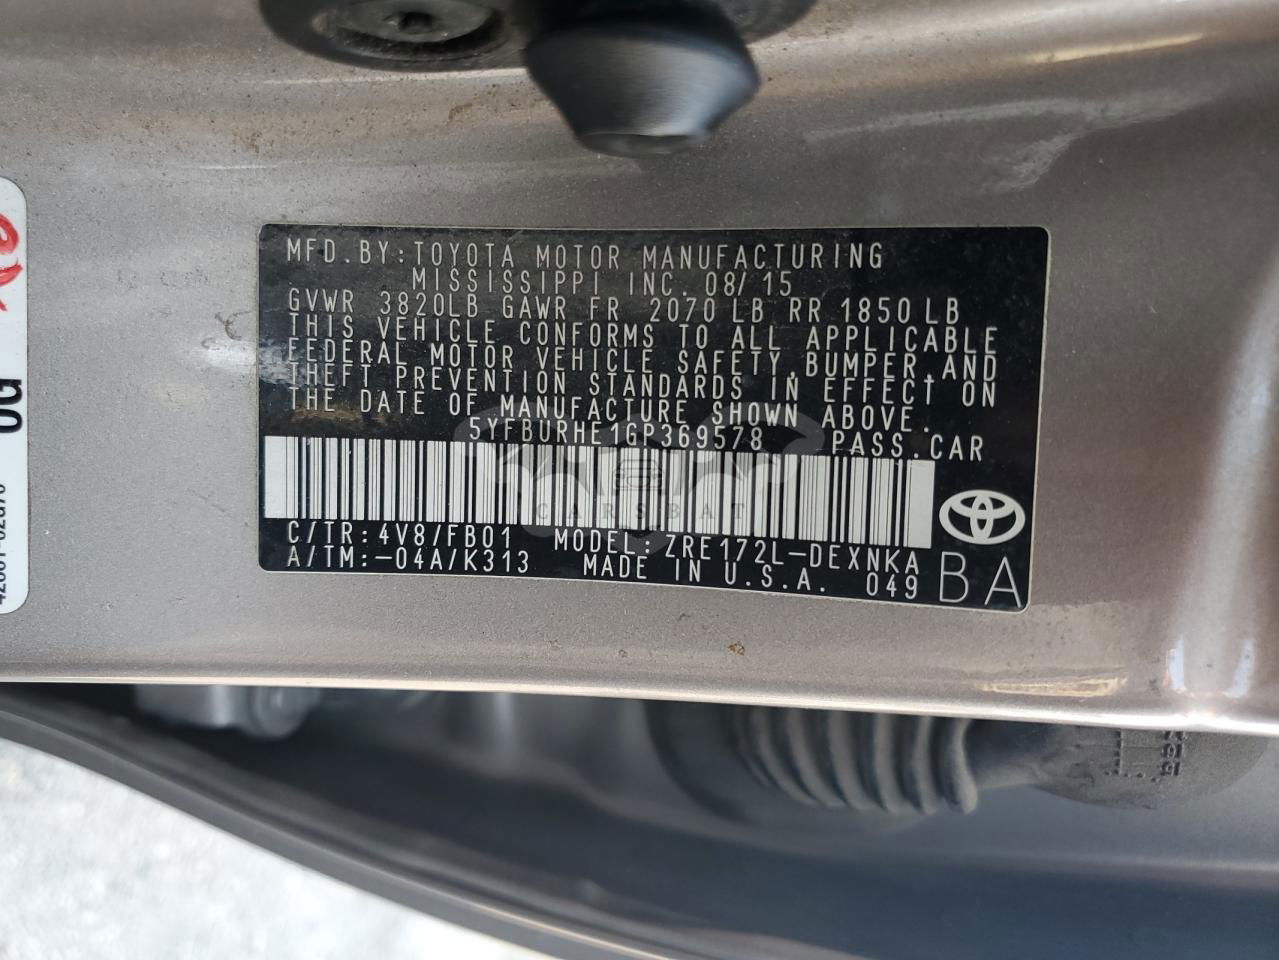 MFD.BY:TOYOTA MOTOR MANUFACTURING
MISSISSIPPI INC. 08/15
GVWR 3820LB GAWR FR 2070 LB RR 1850 LB
THIS VEHICLE CONFORMS TO ALL APPLICABLE
FEDERAL MOTOR VEHICLE SAFETY, BUMPER, AND
THEFT PREVENTION STANDARDS IN EFFECT ON
THE DATE OF MANUFACTURE SHOWN ABOVE.
5YFBURHE1GP369578 PASS.CAR
CARSBAT
C/TR:4V8/FB01 MODEL:ZRE172L-DEXNKA
A/TM:-04A/K313 MADE IN U.S.A. 049
BA
0G